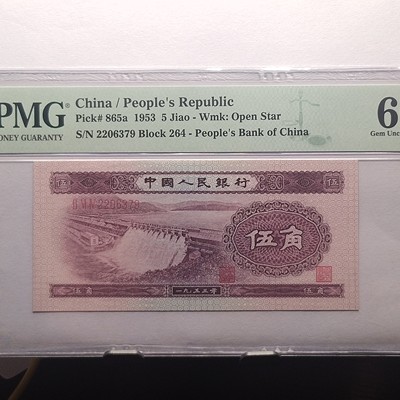 PMG
China / People's Republic
Pick# 865a 1953 5 Jiao - Wmk: Open Star
S/N 2206379 Block 264 - People's Bank of China
MONEY GUARANTY
6
Gem Unc
中國人民銀行
2206379
伍角
伍角
一九五三年
伍角